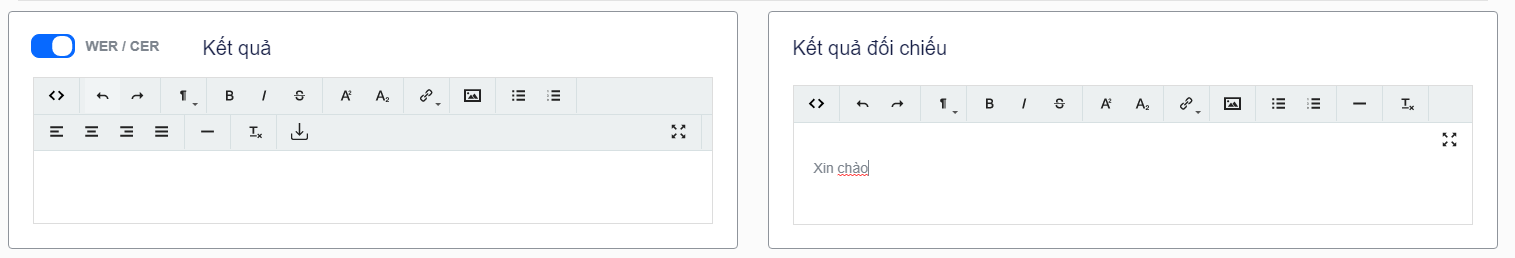 WER / CER
Kết quả
Kết quả đối chiếu
Xin chào